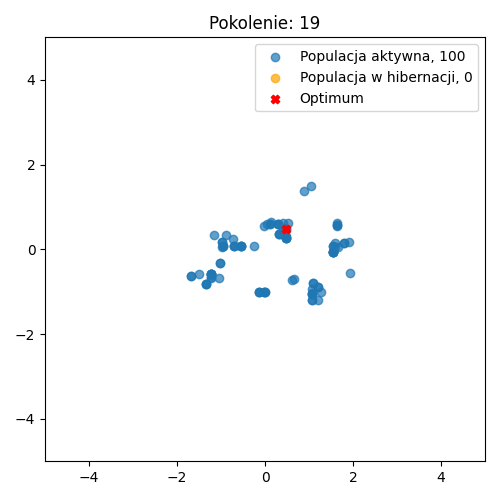 Pokolenie: 19
Populacja aktywna, 100
Populacja w hibernacji, 0
Optimum
4
2
0
−2
−4
−4 −2 0 2 4